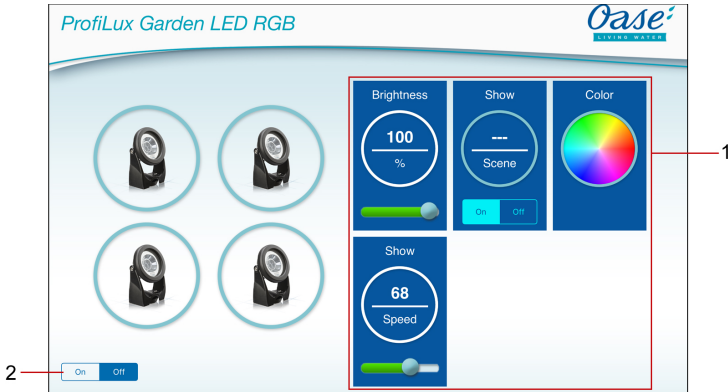 ProfiLux Garden LED RGB
Oase
LIVING WATER
Brightness
100
%
Show
---
Scene
On Off
Color
1
Show
68
Speed
2
On Off